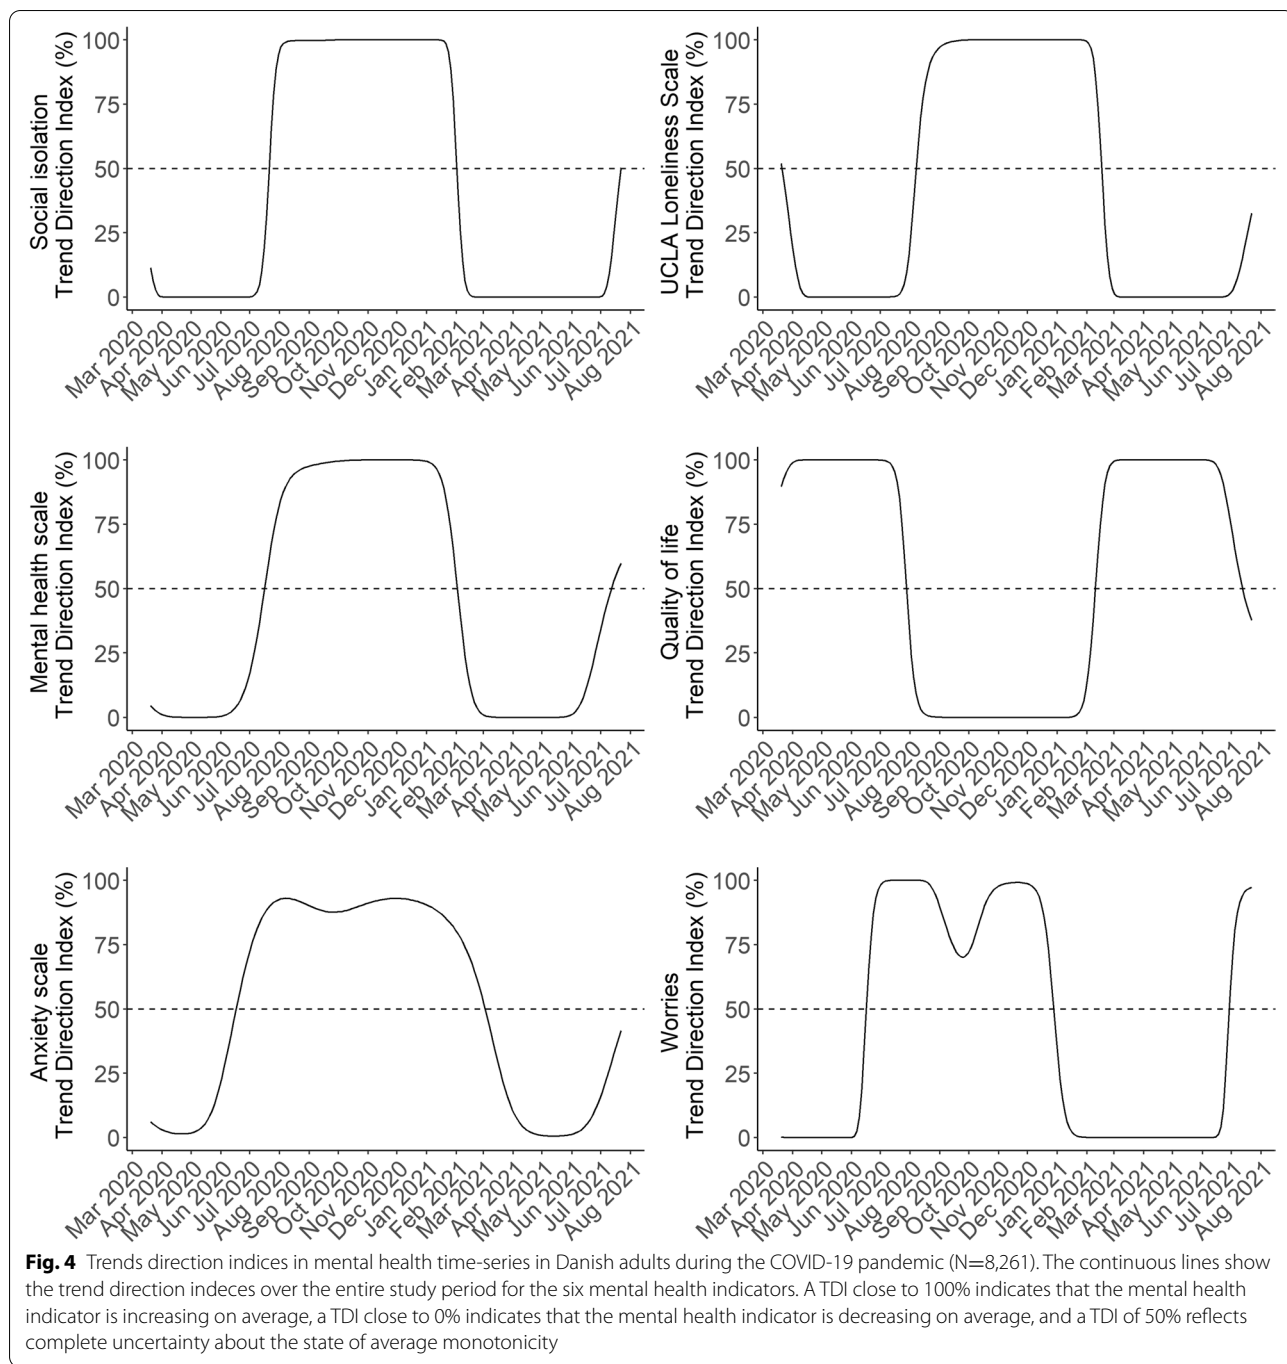 Social isolation
Trend Direction Index (%)
100
75
50
25
0
Mar 2020
Apr 2020
May 2020
Jun 2020
Jul 2020
Aug 2020
Sep 2020
Oct 2020
Nov 2020
Dec 2020
Jan 2021
Feb 2021
Mar 2021
Apr 2021
May 2021
Jun 2021
Jul 2021
Aug 2021
UCLA Loneliness Scale
Trend Direction Index (%)
100
75
50
25
0
Mar 2020
Apr 2020
May 2020
Jun 2020
Jul 2020
Aug 2020
Sep 2020
Oct 2020
Nov 2020
Dec 2020
Jan 2021
Feb 2021
Mar 2021
Apr 2021
May 2021
Jun 2021
Jul 2021
Aug 2021
Mental health scale
Trend Direction Index (%)
100
75
50
25
0
Mar 2020
Apr 2020
May 2020
Jun 2020
Jul 2020
Aug 2020
Sep 2020
Oct 2020
Nov 2020
Dec 2020
Jan 2021
Feb 2021
Mar 2021
Apr 2021
May 2021
Jun 2021
Jul 2021
Aug 2021
Quality of life
Trend Direction Index (%)
100
75
50
25
0
Mar 2020
Apr 2020
May 2020
Jun 2020
Jul 2020
Aug 2020
Sep 2020
Oct 2020
Nov 2020
Dec 2020
Jan 2021
Feb 2021
Mar 2021
Apr 2021
May 2021
Jun 2021
Jul 2021
Aug 2021
Anxiety scale
Trend Direction Index (%)
100
75
50
25
0
Mar 2020
Apr 2020
May 2020
Jun 2020
Jul 2020
Aug 2020
Sep 2020
Oct 2020
Nov 2020
Dec 2020
Jan 2021
Feb 2021
Mar 2021
Apr 2021
May 2021
Jun 2021
Jul 2021
Aug 2021
Worries
Trend Direction Index (%)
100
75
50
25
0
Mar 2020
Apr 2020
May 2020
Jun 2020
Jul 2020
Aug 2020
Sep 2020
Oct 2020
Nov 2020
Dec 2020
Jan 2021
Feb 2021
Mar 2021
Apr 2021
May 2021
Jun 2021
Jul 2021
Aug 2021
Fig. 4 Trends direction indices in mental health time-series in Danish adults during the COVID-19 pandemic (N=8,261). The continuous lines show
the trend direction indeces over the entire study period for the six mental health indicators. A TDI close to 100% indicates that the mental health
indicator is increasing on average, a TDI close to 0% indicates that the mental health indicator is decreasing on average, and a TDI of 50% reflects
complete uncertainty about the state of average monotonicity